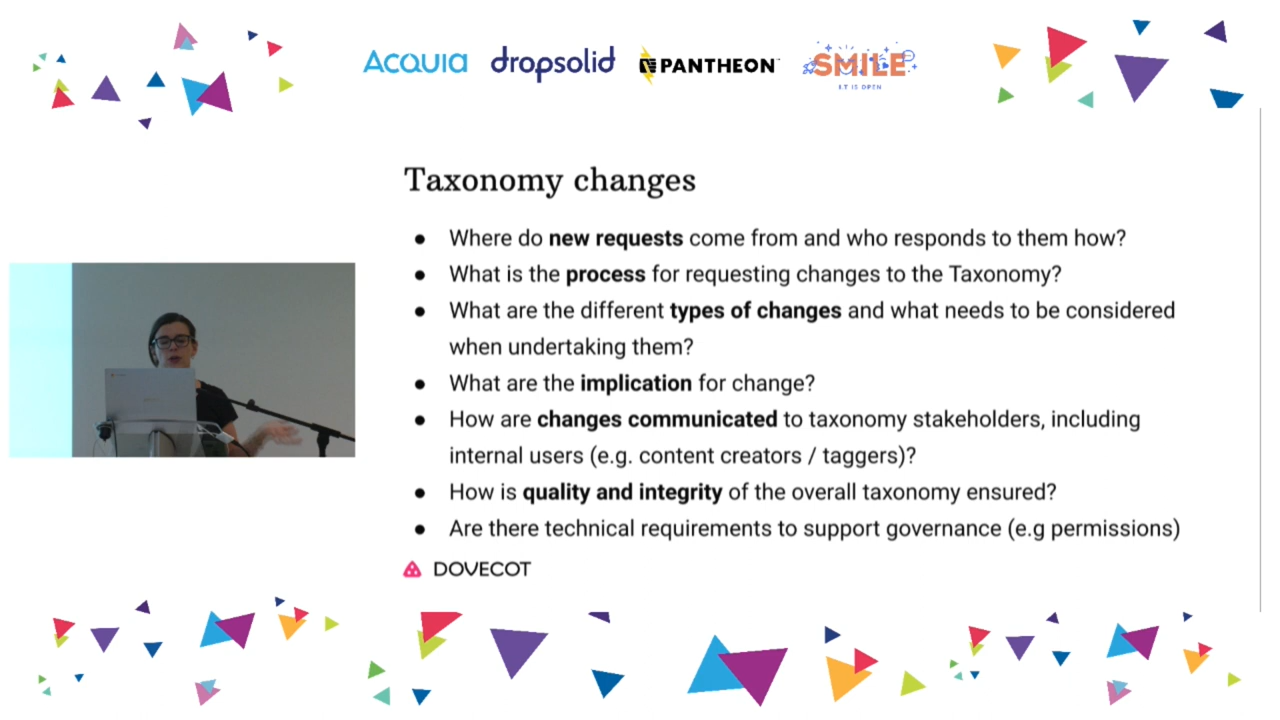 ACQUIA dropsolid PANTHEON SMILE
IT IS OPEN
Taxonomy changes
• Where do new requests come from and who responds to them how?
• What is the process for requesting changes to the Taxonomy?
• What are the different types of changes and what needs to be considered
when undertaking them?
• What are the implication for change?
• How are changes communicated to taxonomy stakeholders, including
internal users (e.g. content creators / taggers)?
• How is quality and integrity of the overall taxonomy ensured?
• Are there technical requirements to support governance (e.g permissions)
DOVECOT